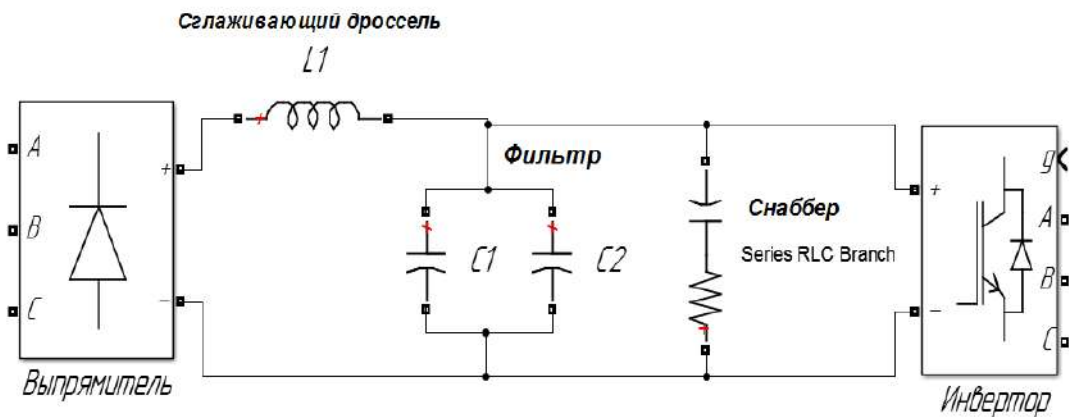 Сглаживающий дроссель
L1
A
B
C
+
−
Выпрямитель
Фильтр
C1
C2
Снаббер
Series RLC Branch
+
−
g
A
B
C
Инвертор